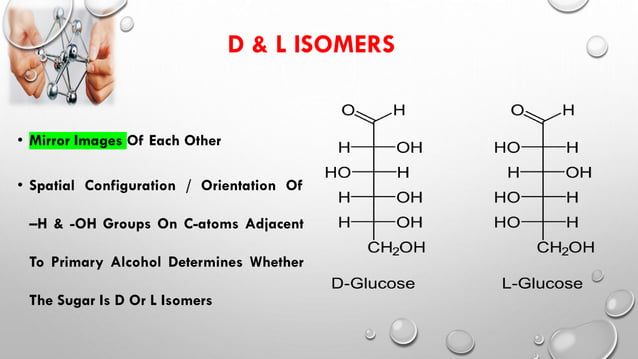 D & L ISOMERS
• Mirror Images Of Each Other
• Spatial Configuration / Orientation Of
–H & -OH Groups On C-atoms Adjacent
To Primary Alcohol Determines Whether
The Sugar Is D Or L Isomers
O H
H OH
HO H
H OH
H OH
CH₂OH
D-Glucose
O H
HO H
H OH
HO H
HO H
CH₂OH
L-Glucose